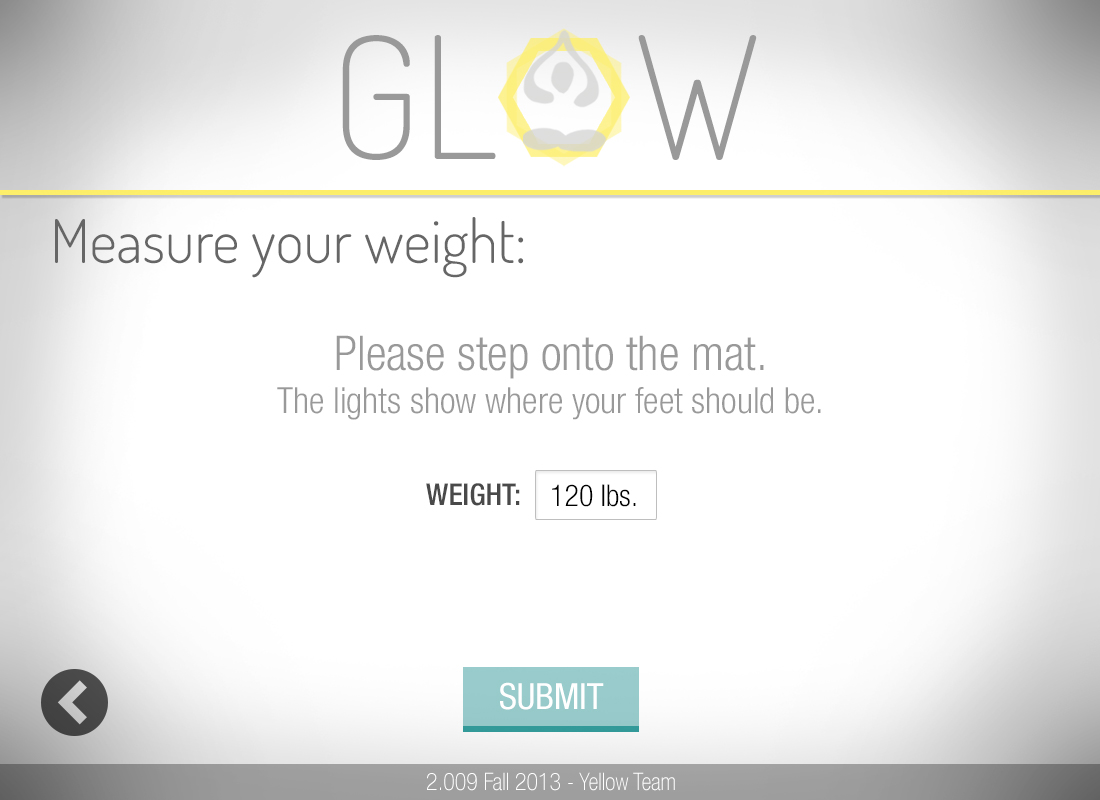 GLOW
Measure your weight:
Please step onto the mat.
The lights show where your feet should be.
WEIGHT: 120 lbs.
SUBMIT
2.009 Fall 2013 - Yellow Team